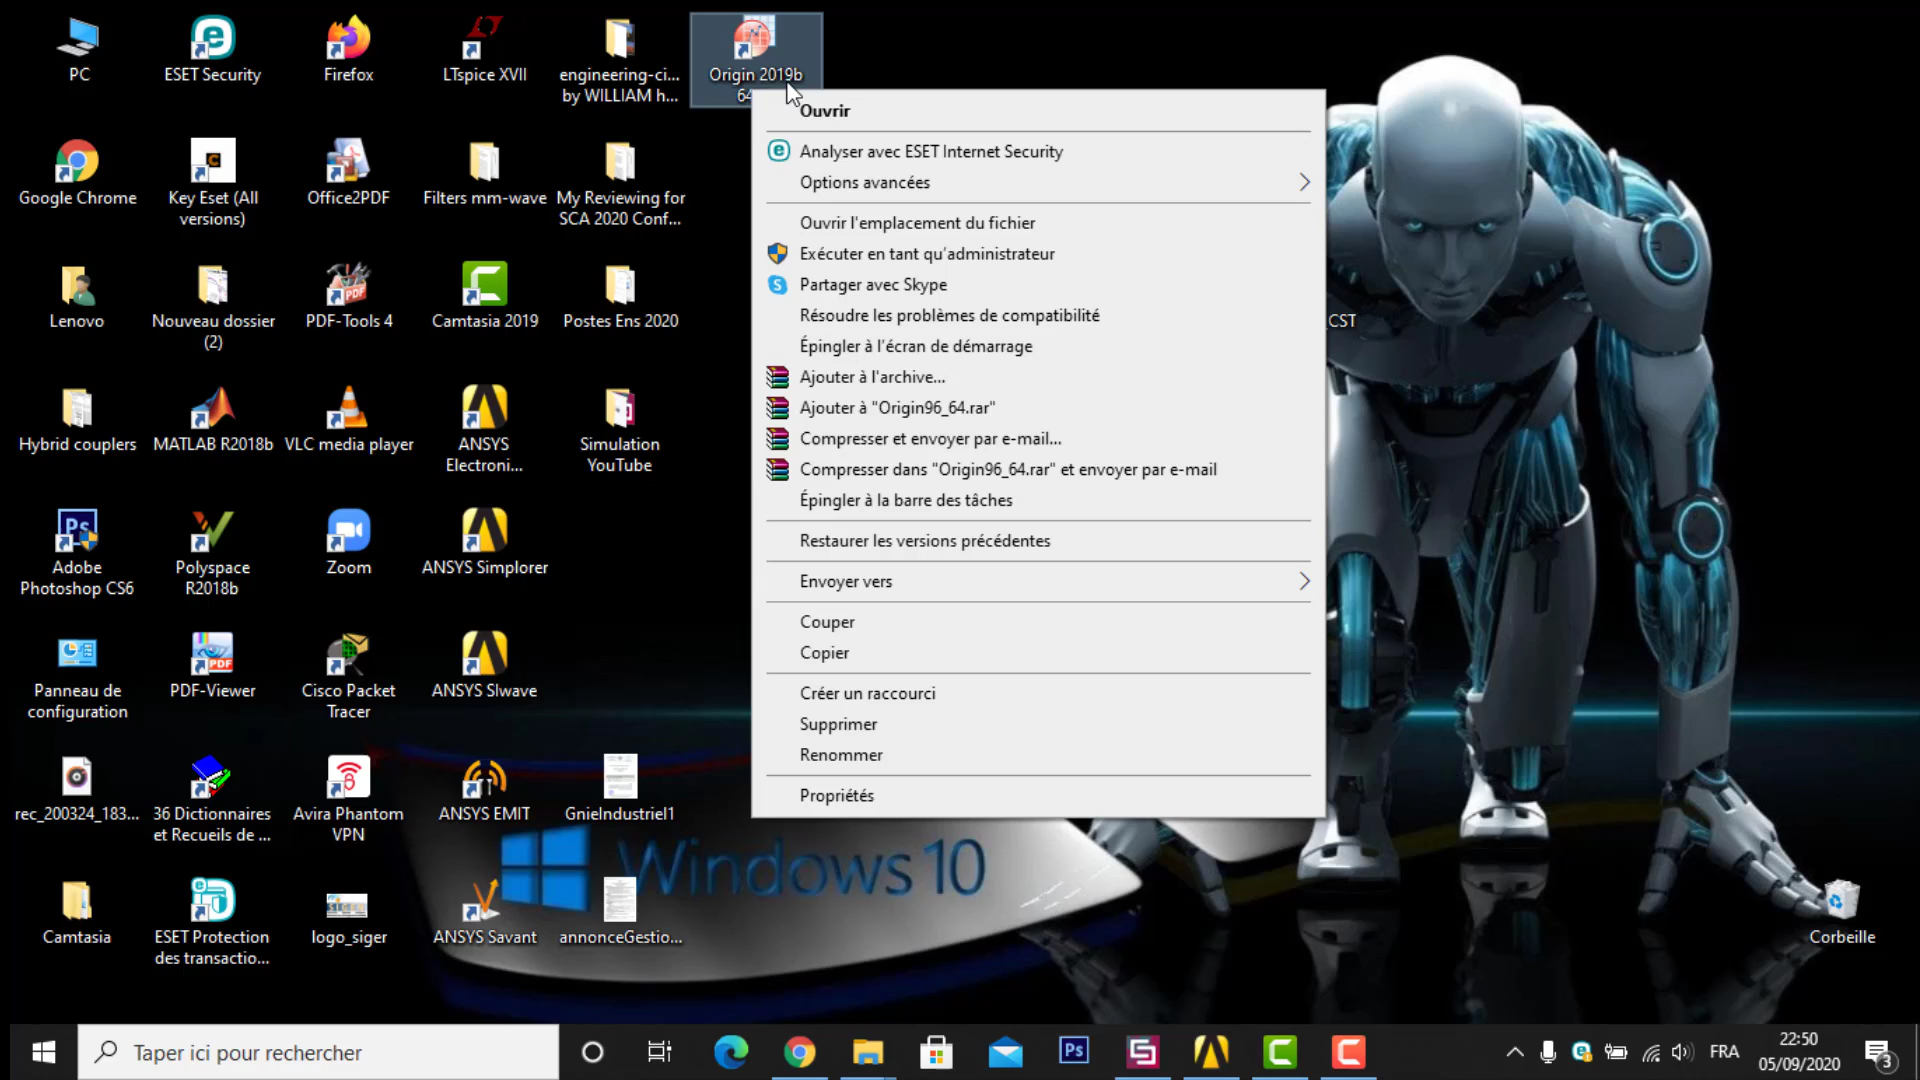 PC
ESET Security
Firefox
LTspice XVII
engineering-ci...
by WILLIAM h...
Origin 2019b
64
Google Chrome
Key Eset (All
versions)
Office2PDF
Filters mm-wave
My Reviewing for
SCA 2020 Conf...
Lenovo
Nouveau dossier
(2)
PDF-Tools 4
Camtasia 2019
Postes Ens 2020
_CST
Hybrid couplers
MATLAB R2018b
VLC media player
ANSYS
Electroni...
Simulation
YouTube
Adobe
Photoshop CS6
Polyspace
R2018b
Zoom
ANSYS Simplorer
Panneau de
configuration
PDF-Viewer
Cisco Packet
Tracer
ANSYS SIwave
rec_200324_183...
36 Dictionnaires
et Recueils de ...
Avira Phantom
VPN
ANSYS EMIT
GnieIndustriel1
Camtasia
ESET Protection
des transactio...
logo_siger
ANSYS Savant
annonceGestio...
Corbeille
Ouvrir
Analyser avec ESET Internet Security
Options avancées
Ouvrir l'emplacement du fichier
Exécuter en tant qu'administrateur
Partager avec Skype
Résoudre les problèmes de compatibilité
Épingler à l'écran de démarrage
Ajouter à l'archive...
Ajouter à "Origin96_64.rar"
Compresser et envoyer par e-mail...
Compresser dans "Origin96_64.rar" et envoyer par e-mail
Épingler à la barre des tâches
Restaurer les versions précédentes
Envoyer vers
Couper
Copier
Créer un raccourci
Supprimer
Renommer
Propriétés
Windows 10
Taper ici pour rechercher
Ps
FRA
22:50
05/09/2020
3